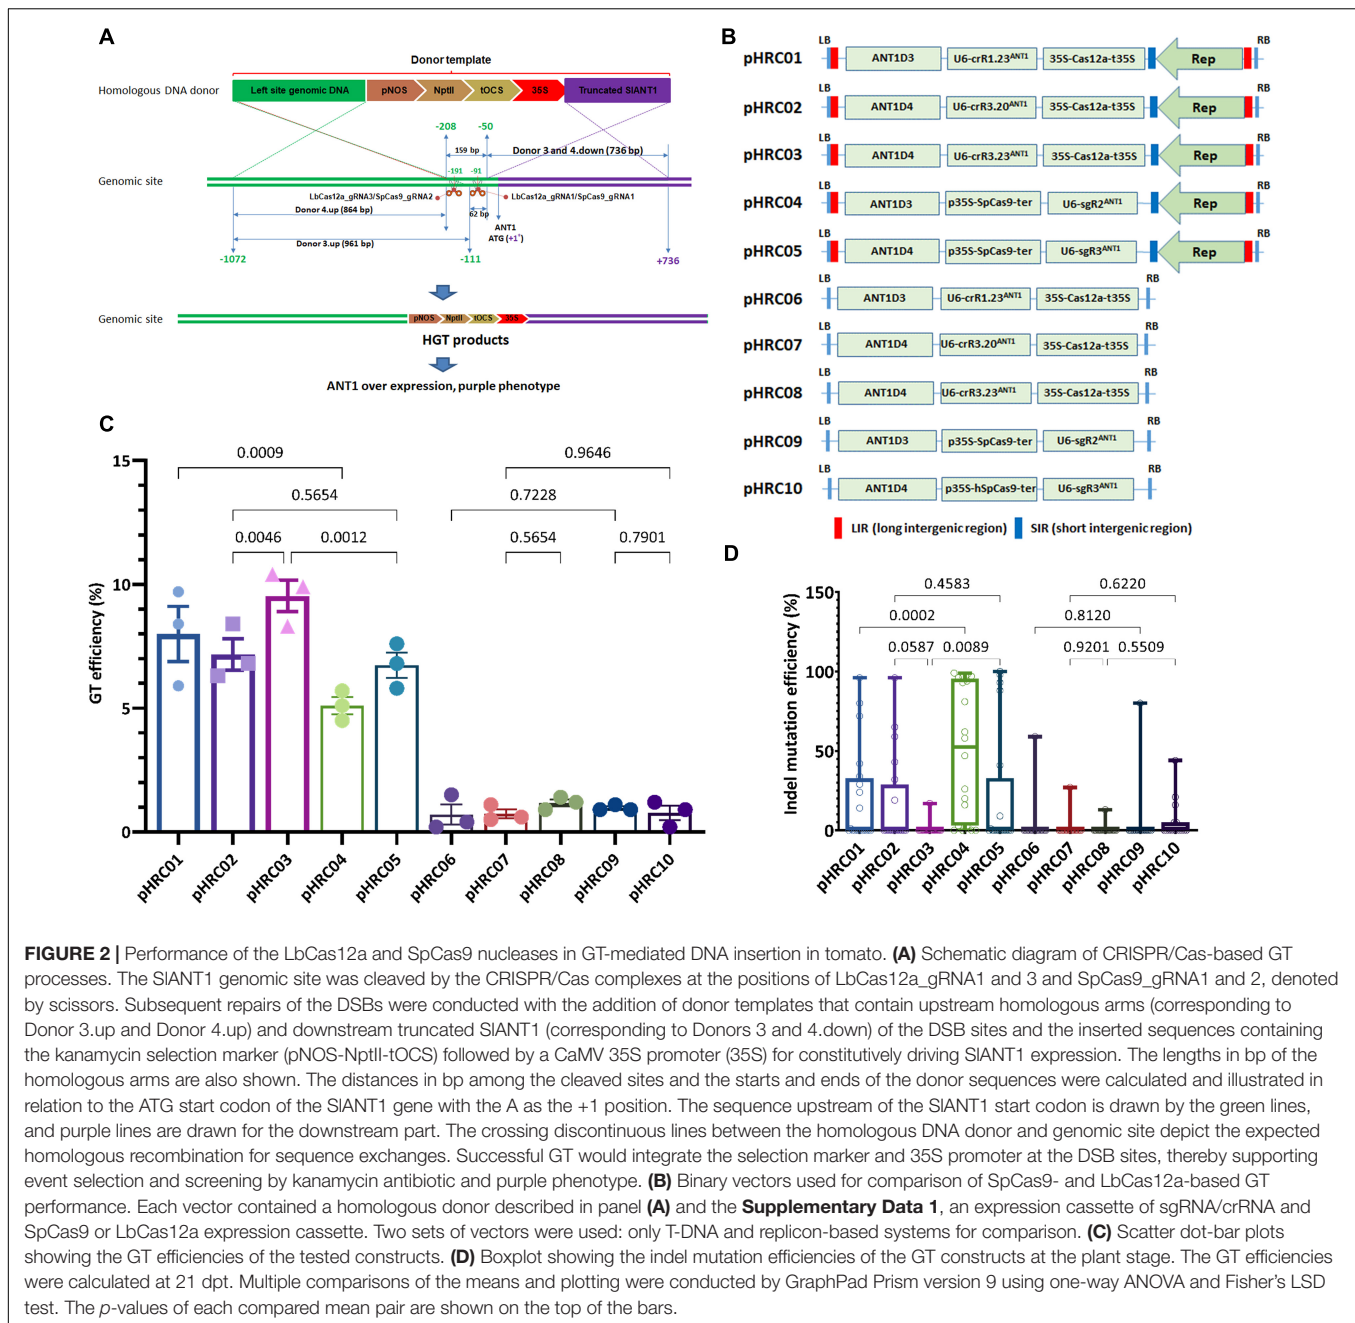 A
Donor template
Homologous DNA donor
Left site genomic DNA
pNOS
NptII
tOCS
35S
Truncated SlANT1
-208
-50
159 bp
Donor 3 and 4.down (736 bp)
-191
-91
Genomic site
LbCas12a_gRNA3/SpCas9_gRNA2
LbCas12a_gRNA1/SpCas9_gRNA1
Donor 4.up (864 bp)
62 bp
ANT1
ATG (+1*)
Donor 3.up (961 bp)
-1072
-111
+736
Genomic site
pNOS
NptII
tOCS
35S
HGT products
ANT1 over expression, purple phenotype
B
LB
RB
pHRC01
ANT1D3
U6-crR1.23ANT1
35S-Cas12a-t35S
Rep
LB
RB
pHRC02
ANT1D4
U6-crR3.20ANT1
35S-Cas12a-t35S
Rep
LB
RB
pHRC03
ANT1D4
U6-crR3.23ANT1
35S-Cas12a-t35S
Rep
LB
RB
pHRC04
ANT1D3
p35S-SpCas9-ter
U6-sgR2ANT1
Rep
LB
RB
pHRC05
ANT1D4
p35S-SpCas9-ter
U6-sgR3ANT1
Rep
LB
RB
pHRC06
ANT1D3
U6-crR1.23ANT1
35S-Cas12a-t35S
LB
RB
pHRC07
ANT1D4
U6-crR3.20ANT1
35S-Cas12a-t35S
LB
RB
pHRC08
ANT1D4
U6-crR3.23ANT1
35S-Cas12a-t35S
LB
RB
pHRC09
ANT1D3
p35S-SpCas9-ter
U6-sgR2ANT1
LB
RB
pHRC10
ANT1D4
p35S-hSpCas9-ter
U6-sgR3ANT1
LIR (long intergenic region)
SIR (short intergenic region)
C
GT efficiency (%)
15
10
5
0
0.0009
0.9646
0.5654
0.7228
0.0046
0.0012
0.5654
0.7901
pHRC01
pHRC02
pHRC03
pHRC04
pHRC05
pHRC06
pHRC07
pHRC08
pHRC09
pHRC10
D
Indel mutation efficiency (%)
150
100
50
0
0.4583
0.6220
0.0002
0.8120
0.0587
0.0089
0.9201
0.5509
pHRC01
pHRC02
pHRC03
pHRC04
pHRC05
pHRC06
pHRC07
pHRC08
pHRC09
pHRC10
FIGURE 2 | Performance of the LbCas12a and SpCas9 nucleases in GT-mediated DNA insertion in tomato. (A) Schematic diagram of CRISPR/Cas-based GT
processes. The SlANT1 genomic site was cleaved by the CRISPR/Cas complexes at the positions of LbCas12a_gRNA1 and 3 and SpCas9_gRNA1 and 2, denoted
by scissors. Subsequent repairs of the DSBs were conducted with the addition of donor templates that contain upstream homologous arms (corresponding to
Donor 3.up and Donor 4.up) and downstream truncated SlANT1 (corresponding to Donors 3 and 4.down) of the DSB sites and the inserted sequences containing
the kanamycin selection marker (pNOS-NptII-tOCS) followed by a CaMV 35S promoter (35S) for constitutively driving SlANT1 expression. The lengths in bp of the
homologous arms are also shown. The distances in bp among the cleaved sites and the starts and ends of the donor sequences were calculated and illustrated in
relation to the ATG start codon of the SlANT1 gene with the A as the +1 position. The sequence upstream of the SlANT1 start codon is drawn by the green lines,
and purple lines are drawn for the downstream part. The crossing discontinuous lines between the homologous DNA donor and genomic site depict the expected
homologous recombination for sequence exchanges. Successful GT would integrate the selection marker and 35S promoter at the DSB sites, thereby supporting
event selection and screening by kanamycin antibiotic and purple phenotype. (B) Binary vectors used for comparison of SpCas9- and LbCas12a-based GT
performance. Each vector contained a homologous donor described in panel (A) and the Supplementary Data 1, an expression cassette of sgRNA/crRNA and
SpCas9 or LbCas12a expression cassette. Two sets of vectors were used: only T-DNA and replicon-based systems for comparison. (C) Scatter dot-bar plots
showing the GT efficiencies of the tested constructs. (D) Boxplot showing the indel mutation efficiencies of the GT constructs at the plant stage. The GT efficiencies
were calculated at 21 dpt. Multiple comparisons of the means and plotting were conducted by GraphPad Prism version 9 using one-way ANOVA and Fisher's LSD
test. The p-values of each compared mean pair are shown on the top of the bars.